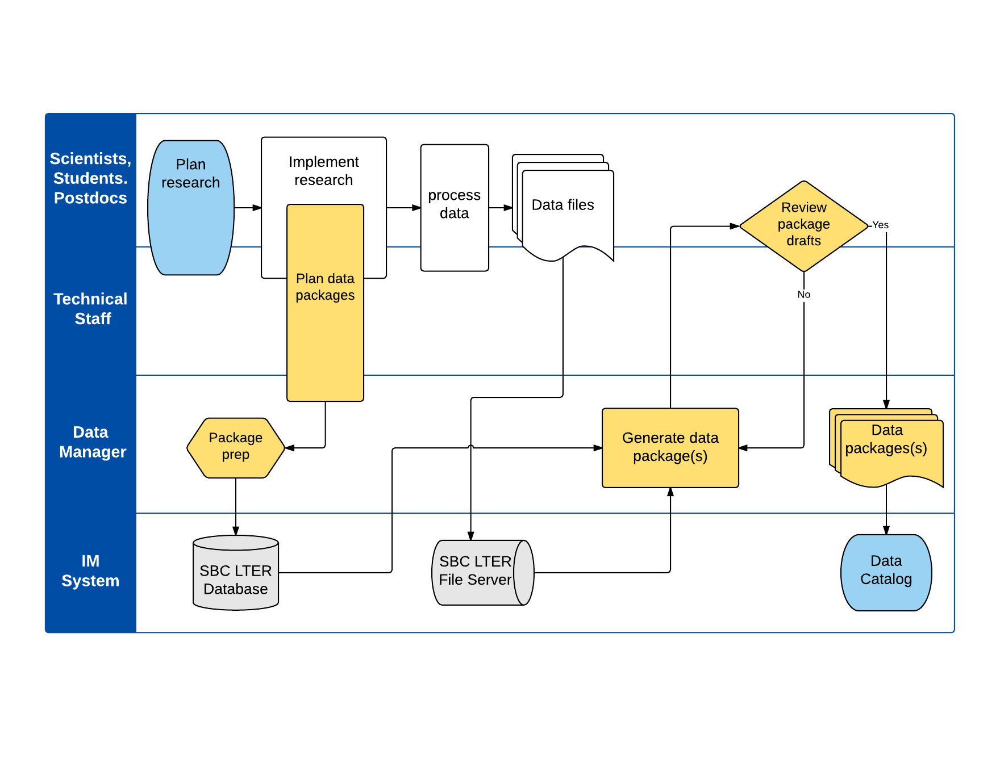 Scientists,
Students.
Postdocs
Plan
research
Implement
research
process
data
Data files
Review
package
drafts
Yes
No
Technical
Staff
Plan data
packages
Data
Manager
Package
prep
Generate data
package(s)
Data
packages(s)
IM
System
SBC LTER
Database
SBC LTER
File Server
Data
Catalog